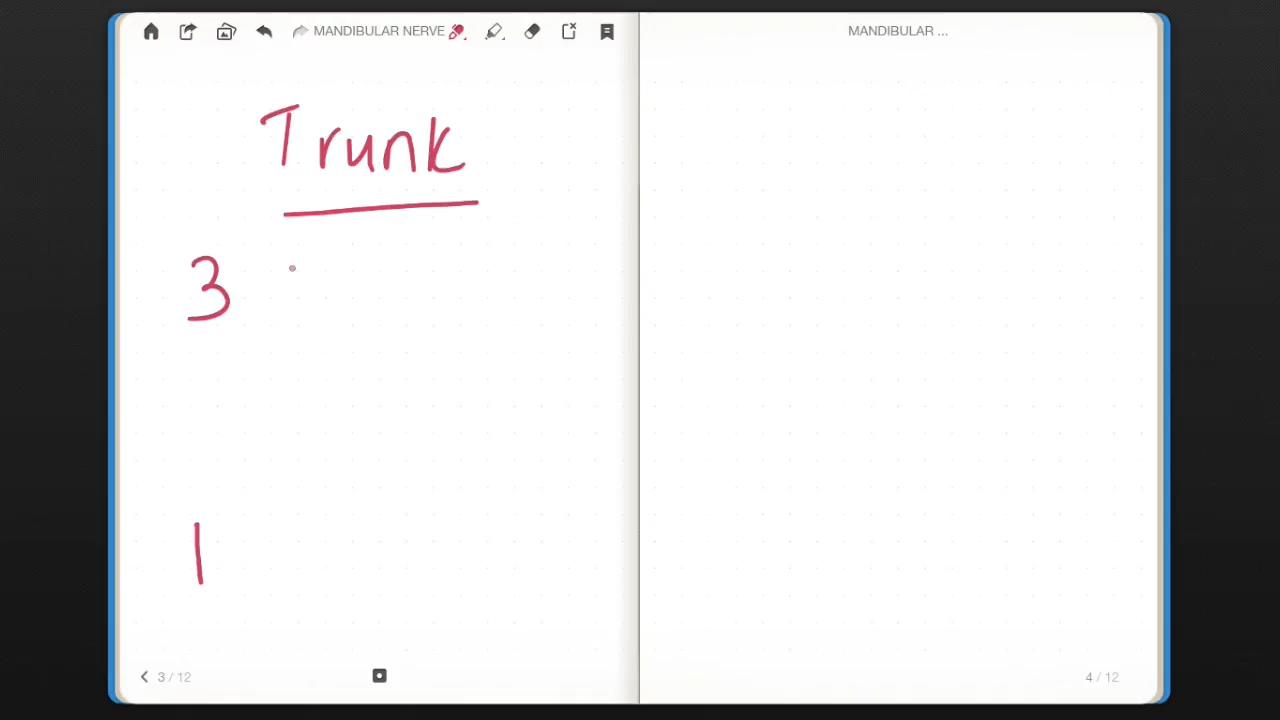 MANDIBULAR NERVE
Trunk
3
1
3 / 12
MANDIBULAR ...
4 / 12